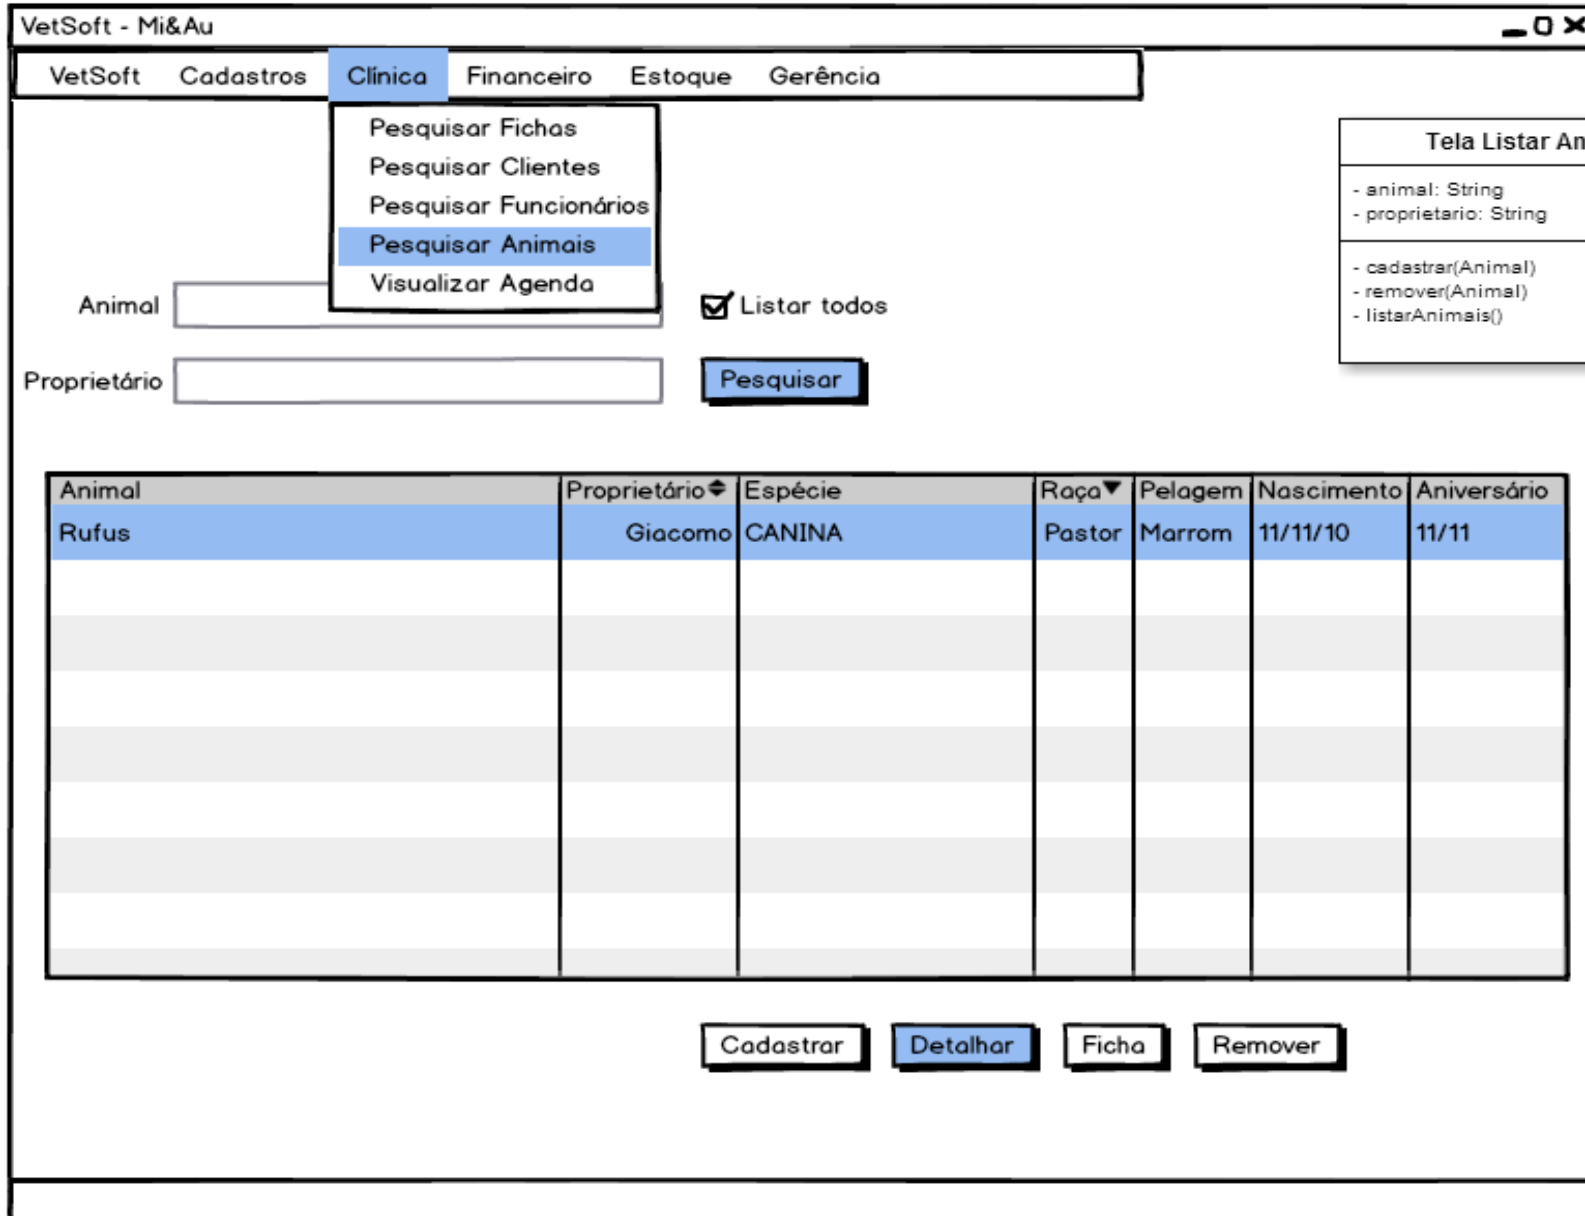 VetSoft - Mi&Au
VetSoft Cadastros Clínica Financeiro Estoque Gerência
Pesquisar Fichas
Pesquisar Clientes
Pesquisar Funcionários
Pesquisar Animais
Visualizar Agenda
Tela Listar An
- animal: String
- proprietario: String
- cadastrar(Animal)
- remover(Animal)
- listarAnimais()
Animal Listar todos
Proprietário Pesquisar
Animal Proprietário Espécie Raça Pelagem Nascimento Aniversário
Rufus Giacomo CANINA Pastor Marrom 11/11/10 11/11
Cadastrar Detalhar Ficha Remover